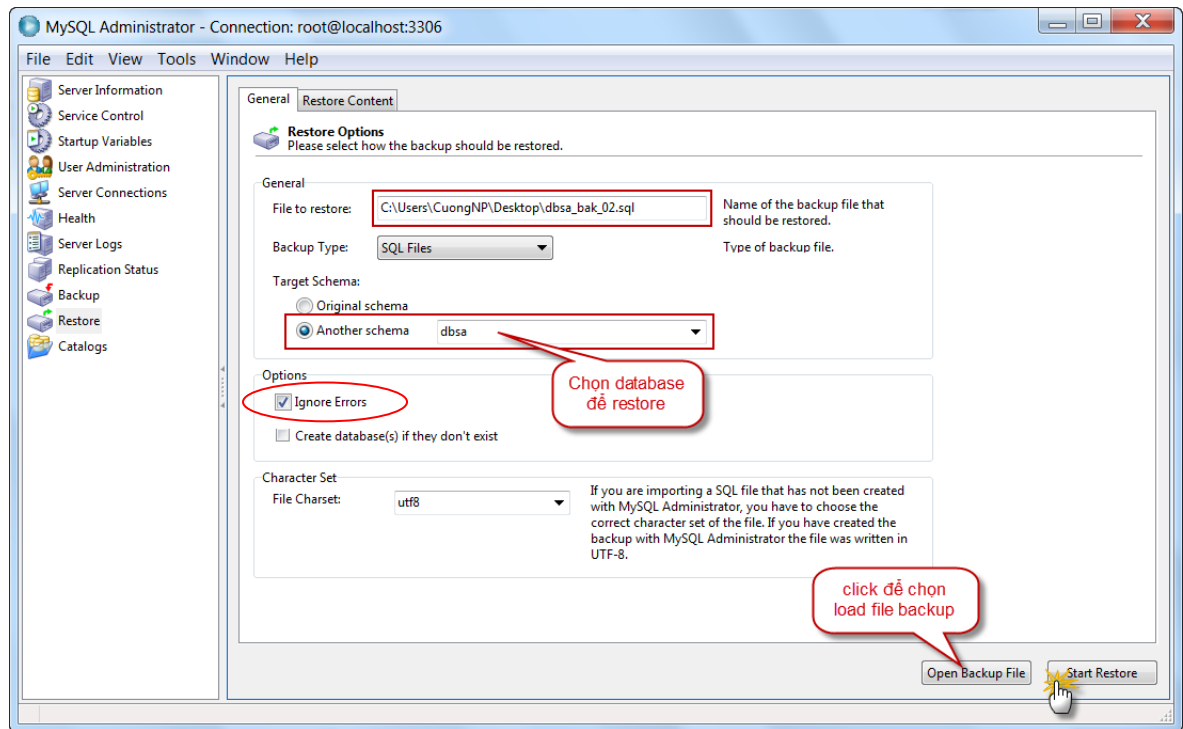 MySQL Administrator - Connection: root@localhost:3306
File Edit View Tools Window Help
Server Information
Service Control
Startup Variables
User Administration
Server Connections
Health
Server Logs
Replication Status
Backup
Restore
Catalogs
General Restore Content
Restore Options
Please select how the backup should be restored.
General
File to restore: C:\Users\CuongNP\Desktop\dbsa_bak_02.sql
Name of the backup file that
should be restored.
Backup Type: SQL Files Type of backup file.
Target Schema:
Original schema
Another schema dbsa
Chọn database
để restore
Options
Ignore Errors
Create database(s) if they don't exist
Character Set
File Charset: utf8
If you are importing a SQL file that has not been created
with MySQL Administrator, you have to choose the
correct character set of the file. If you have created the
backup with MySQL Administrator the file was written in
UTF-8.
click để chọn
load file backup
Open Backup File Start Restore